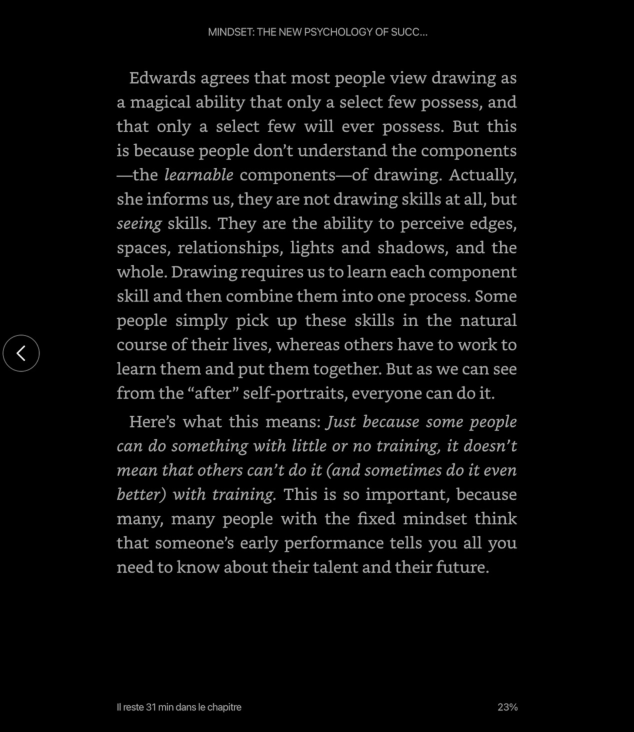 MINDSET: THE NEW PSYCHOLOGY OF SUCC...
Edwards agrees that most people view drawing as
a magical ability that only a select few possess, and
that only a select few will ever possess. But this
is because people don’t understand the components
—the learnable components—of drawing. Actually,
she informs us, they are not drawing skills at all, but
seeing skills. They are the ability to perceive edges,
spaces, relationships, lights and shadows, and the
whole. Drawing requires us to learn each component
skill and then combine them into one process. Some
people simply pick up these skills in the natural
course of their lives, whereas others have to work to
learn them and put them together. But as we can see
from the “after” self-portraits, everyone can do it.
Here’s what this means: Just because some people
can do something with little or no training, it doesn’t
mean that others can’t do it (and sometimes do it even
better) with training. This is so important, because
many, many people with the fixed mindset think
that someone’s early performance tells you all you
need to know about their talent and their future.
Il reste 31 min dans le chapitre
23%